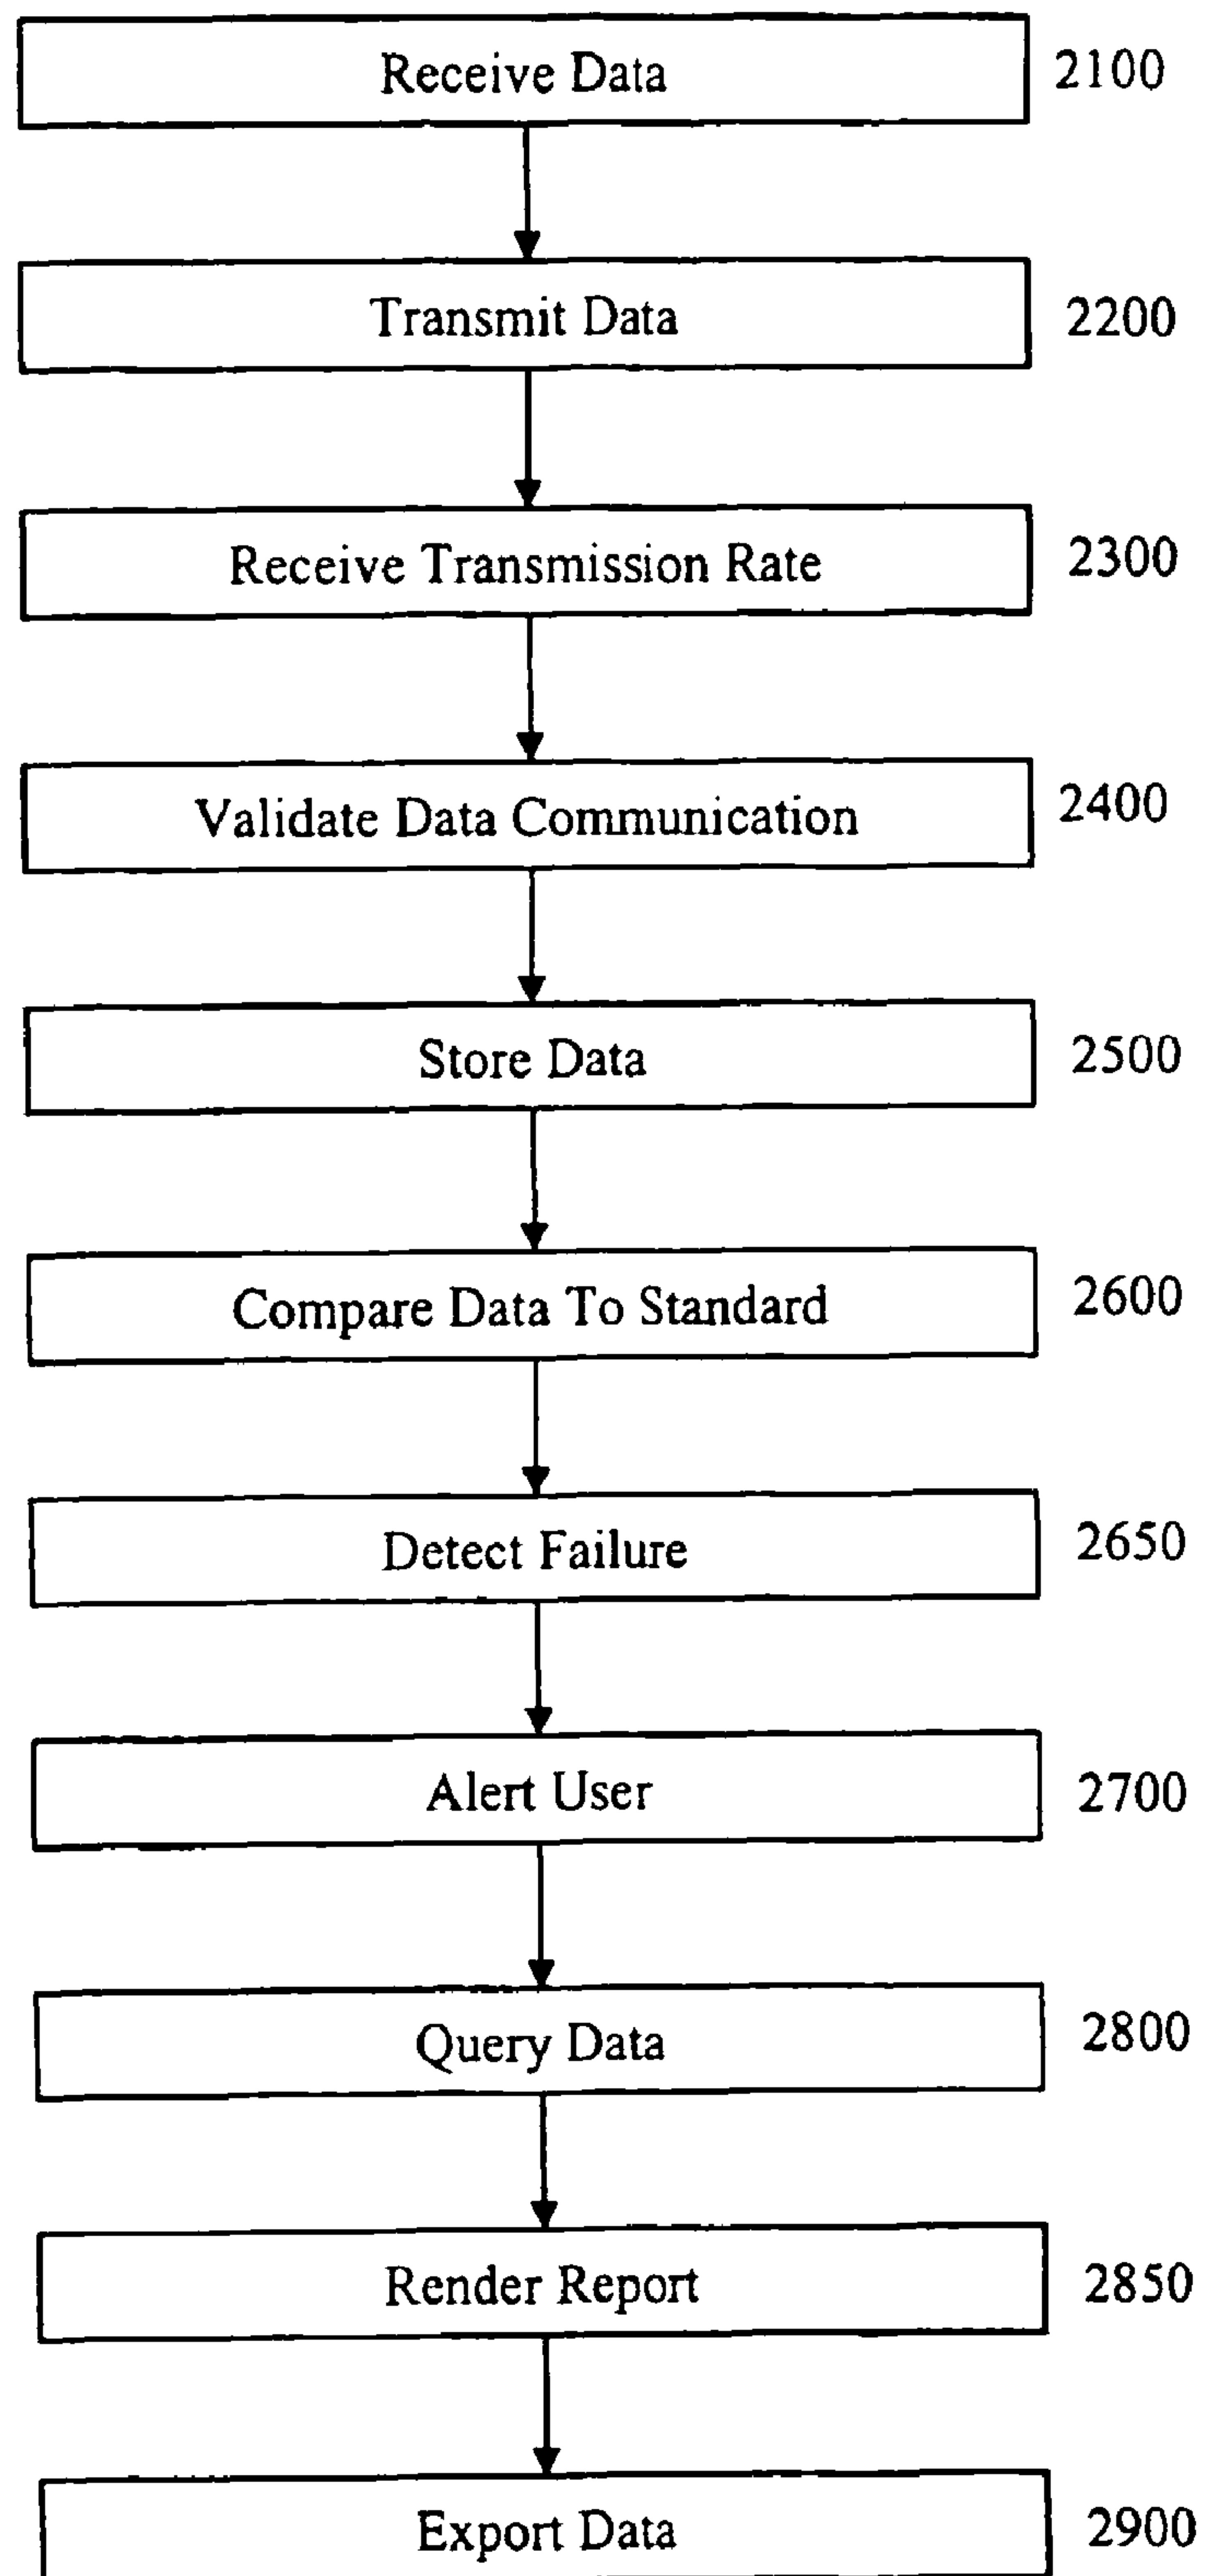 Receive Data 2100
Transmit Data 2200
Receive Transmission Rate 2300
Validate Data Communication 2400
Store Data 2500
Compare Data To Standard 2600
Detect Failure 2650
Alert User 2700
Query Data 2800
Render Report 2850
Export Data 2900